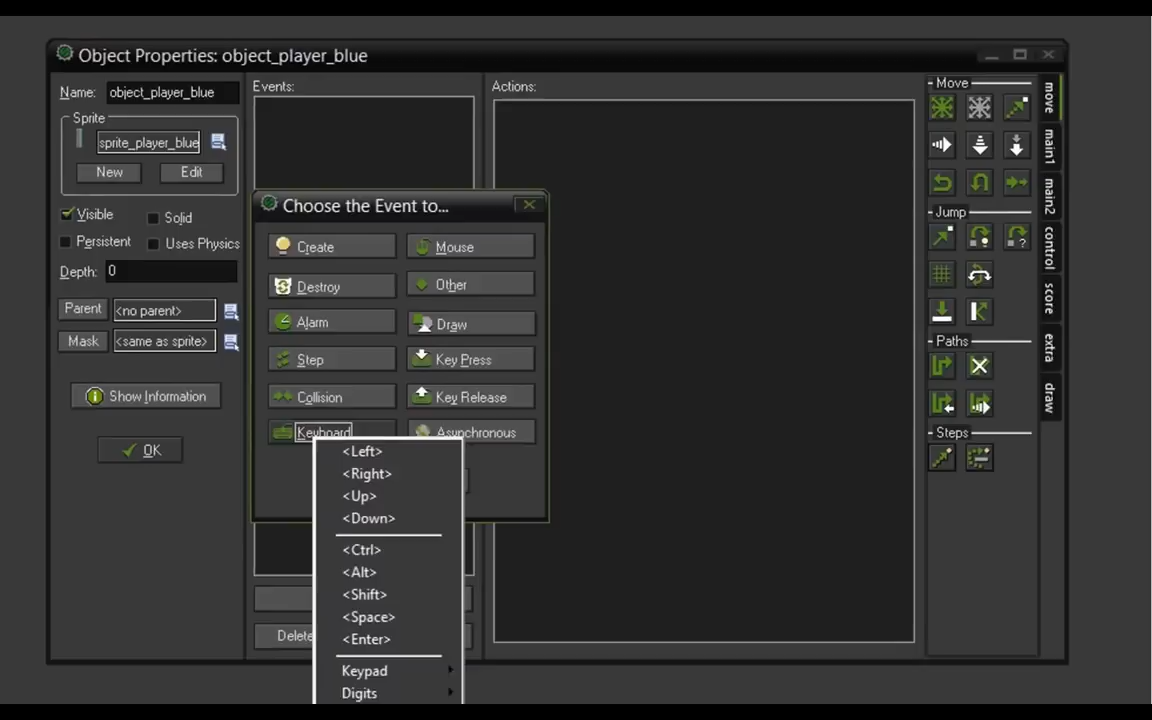 Object Properties: object_player_blue
Name: object_player_blue
Sprite
sprite_player_blue
New
Edit
Visible
Solid
Persistent
Uses Physics
Depth: 0
Parent
<no parent>
Mask
<same as sprite>
Show Information
OK
Events:
Choose the Event to...
Create
Mouse
Destroy
Other
Alarm
Draw
Step
Key Press
Collision
Key Release
Keyboard
Asynchronous
<Left>
<Right>
<Up>
<Down>
<Ctrl>
<Alt>
<Shift>
<Space>
<Enter>
Keypad
Digits
Delete
Actions:
Move
Jump
Paths
Steps
move
main1
main2
control
score
extra
draw